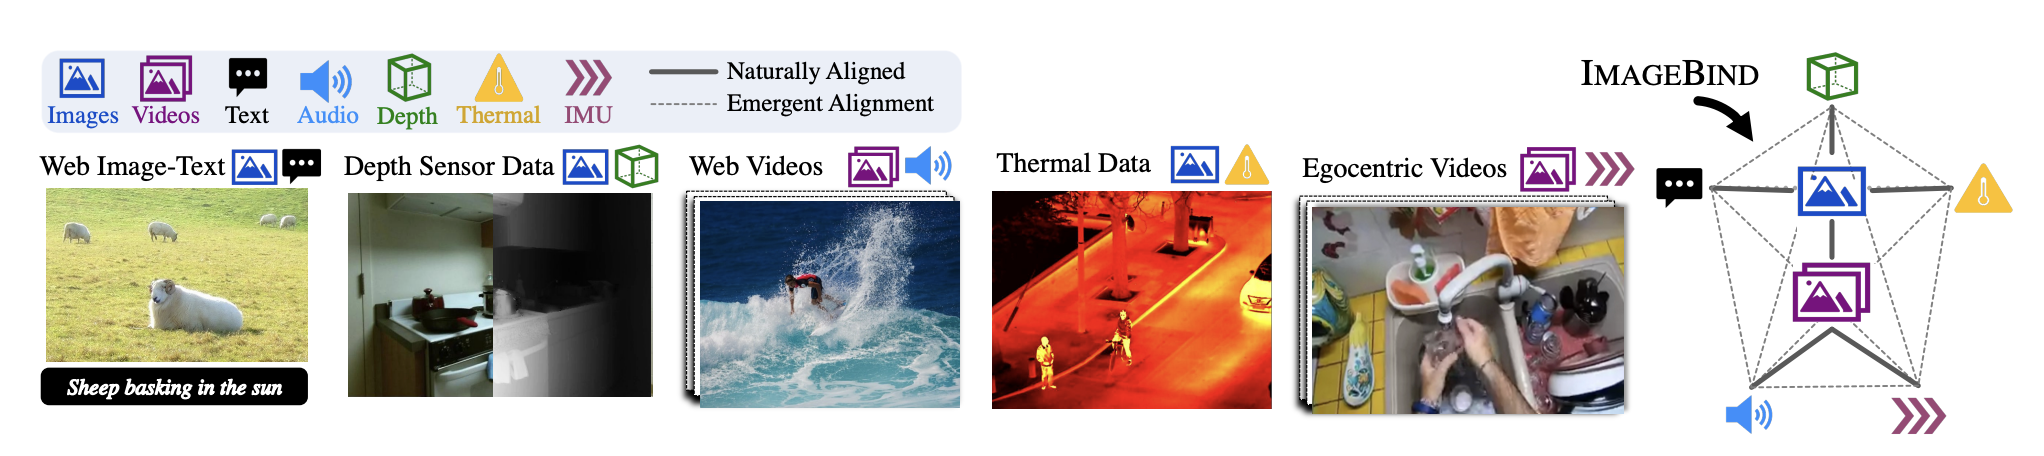 Images Videos Text Audio Depth Thermal IMU
Naturally Aligned
Emergent Alignment
Web Image-Text
Depth Sensor Data
Web Videos
Thermal Data
Egocentric Videos
IMAGEBIND
Sheep basking in the sun